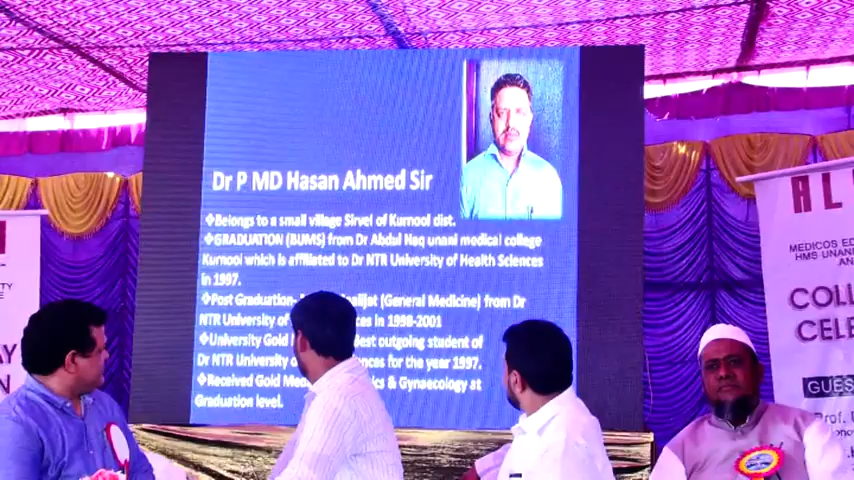 Dr P MD Hasan Ahmed Sir
❖Belongs to a small village Sirvel of Kurnool dist.
❖GRADUATION (BUMS) from Dr Abdul Haq unani medical college
Kurnool which is affiliated to Dr NTR University of Health Sciences
in 1997.
❖Post Graduation- (General Medicine) from Dr
NTR University of in 1998-2001
❖University Gold outgoing student of
Dr NTR University for the year 1997.
❖Received Gold & Gynaecology at
Graduation level.
MEDICOS
HMS UNANI
AN
COLL
CELE
GUES
Prof.